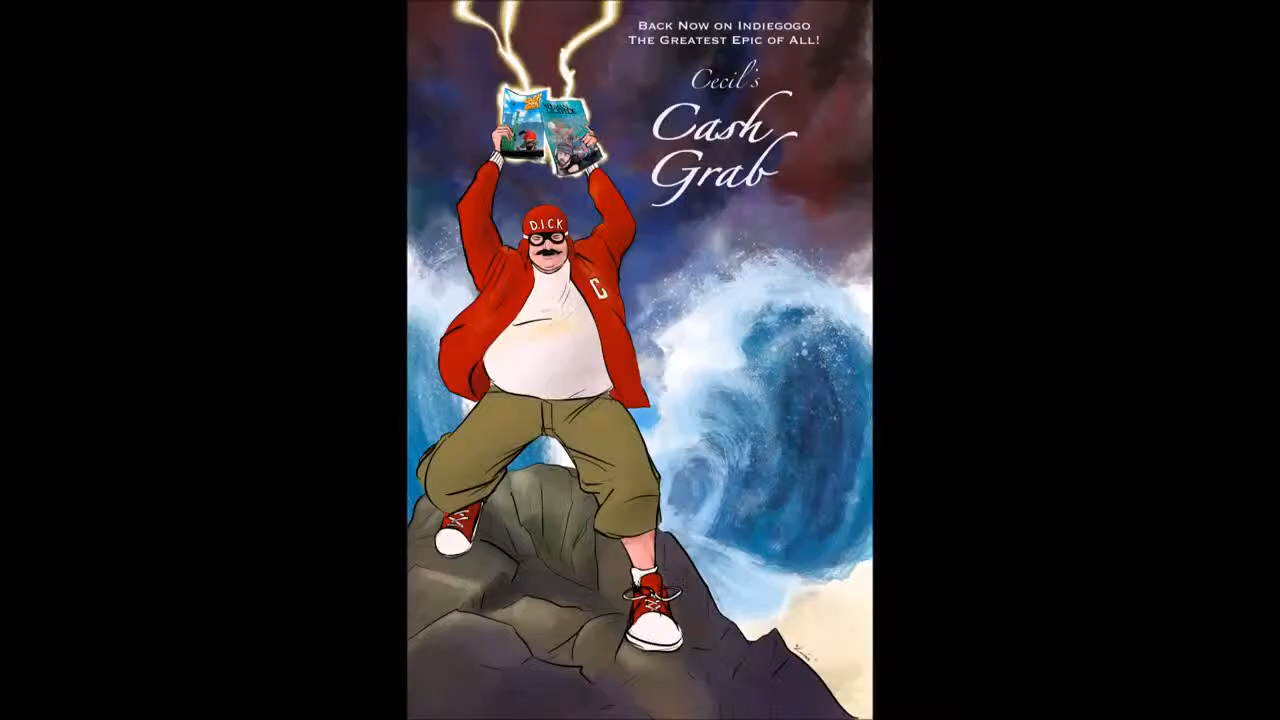 Back Now on Indiegogo
The Greatest Epic of All!
Cecil's
Cash
Grab
D.I.C.K
C